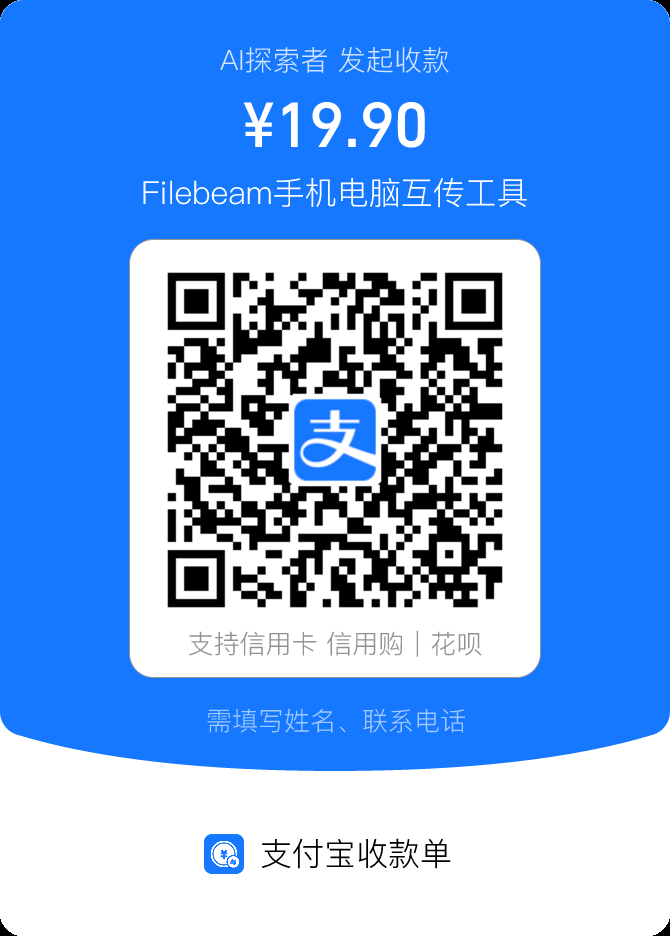 AI探索者 发起收款
¥19.90
Filebeam手机电脑互传工具
支
支持信用卡 信用购｜花呗
需填写姓名、联系电话
支付宝收款单